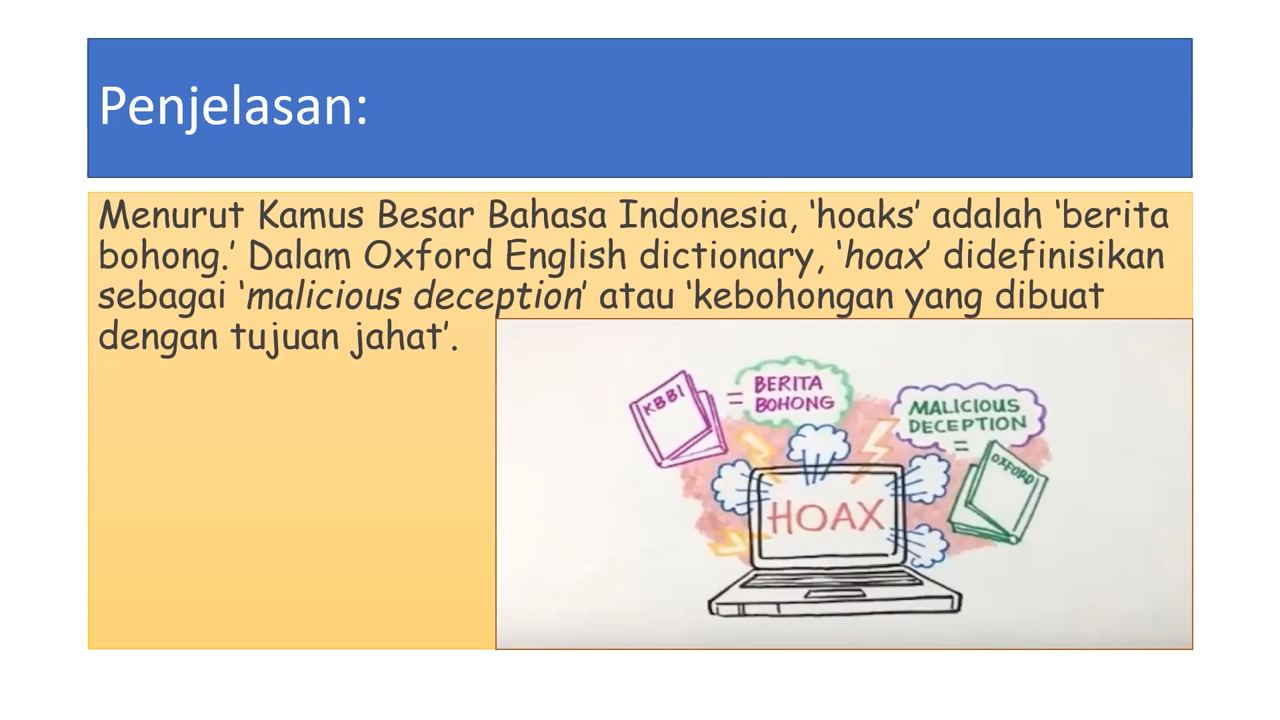 Penjelasan:
Menurut Kamus Besar Bahasa Indonesia, ‘hoaks’ adalah ‘berita
bohong.’ Dalam Oxford English dictionary, ‘hoax’ didefinisikan
sebagai ‘malicious deception’ atau ‘kebohongan yang dibuat
dengan tujuan jahat’.
KBBI
=
BERITA
BOHONG
MALICIOUS
DECEPTION
=
OXFORD
HOAX